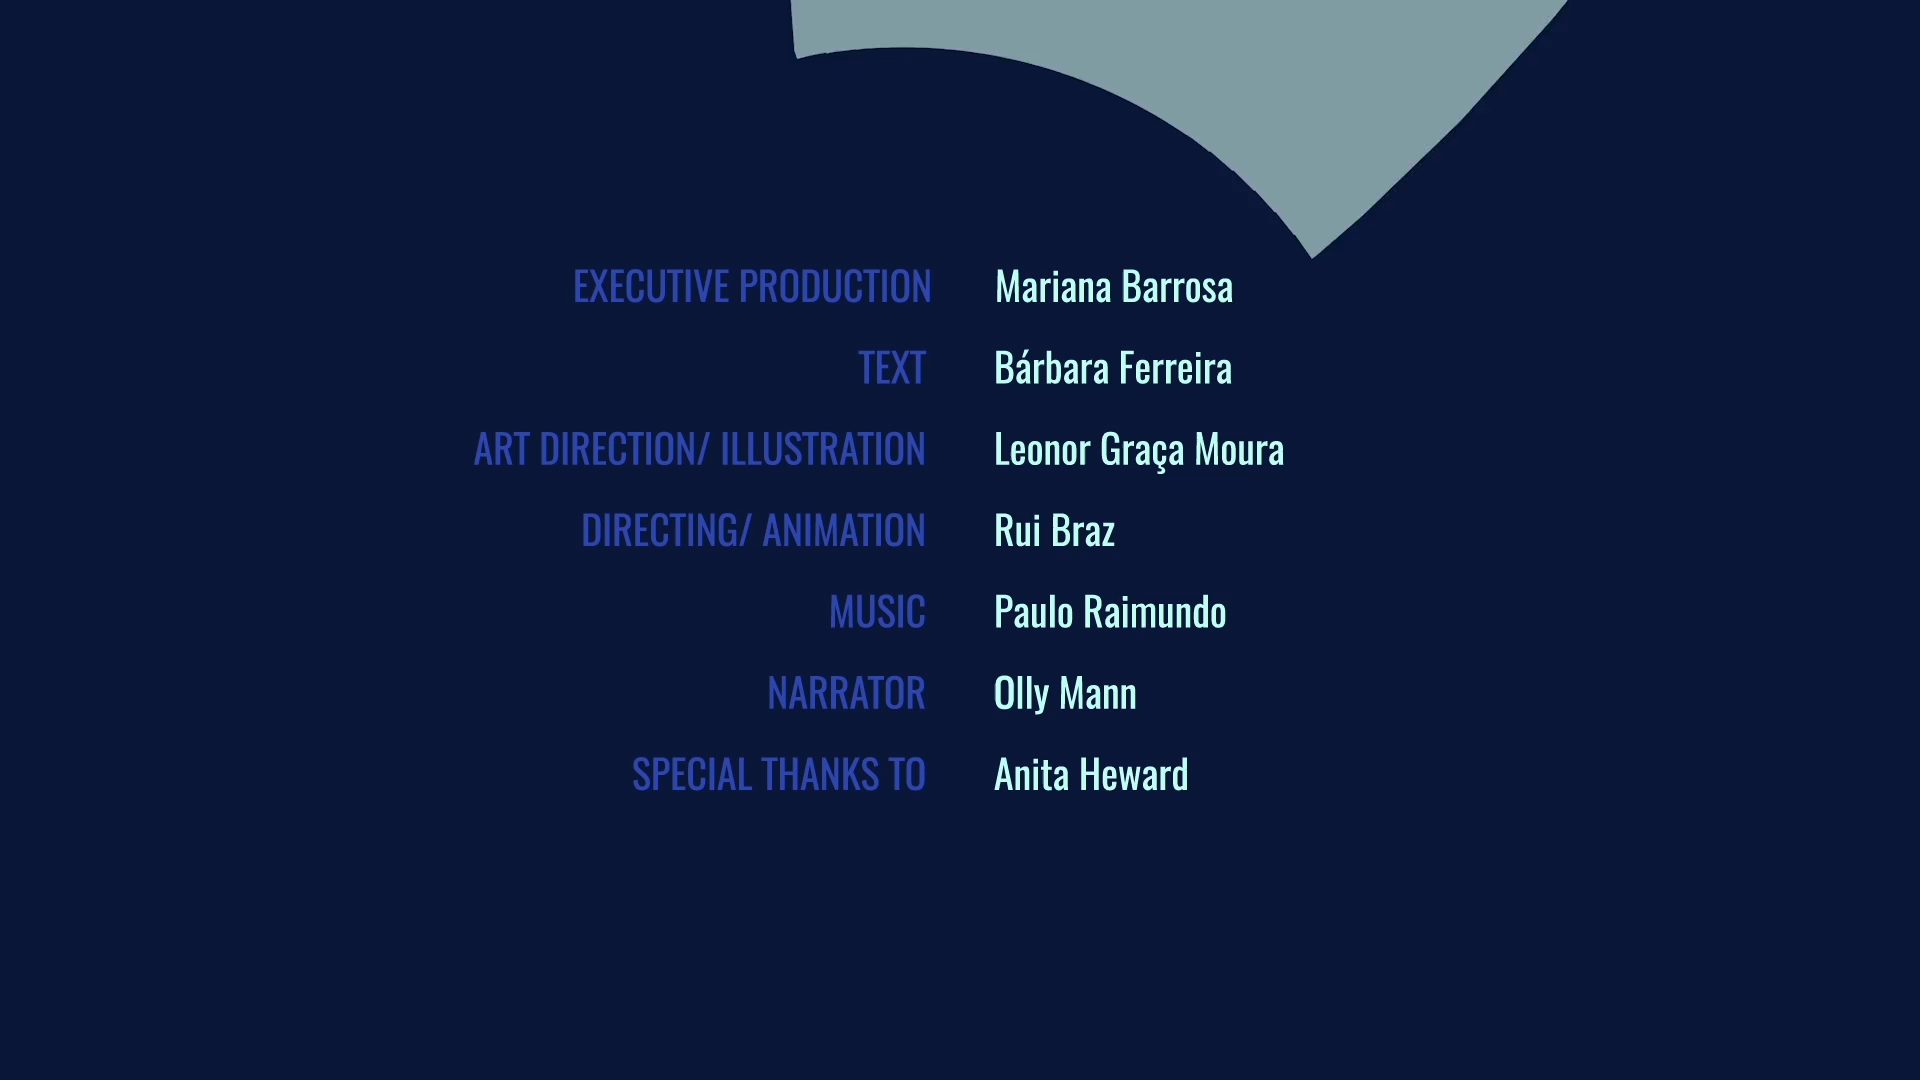 EXECUTIVE PRODUCTION Mariana Barrosa
TEXT Bárbara Ferreira
ART DIRECTION/ ILLUSTRATION Leonor Graça Moura
DIRECTING/ ANIMATION Rui Braz
MUSIC Paulo Raimundo
NARRATOR Olly Mann
SPECIAL THANKS TO Anita Heward